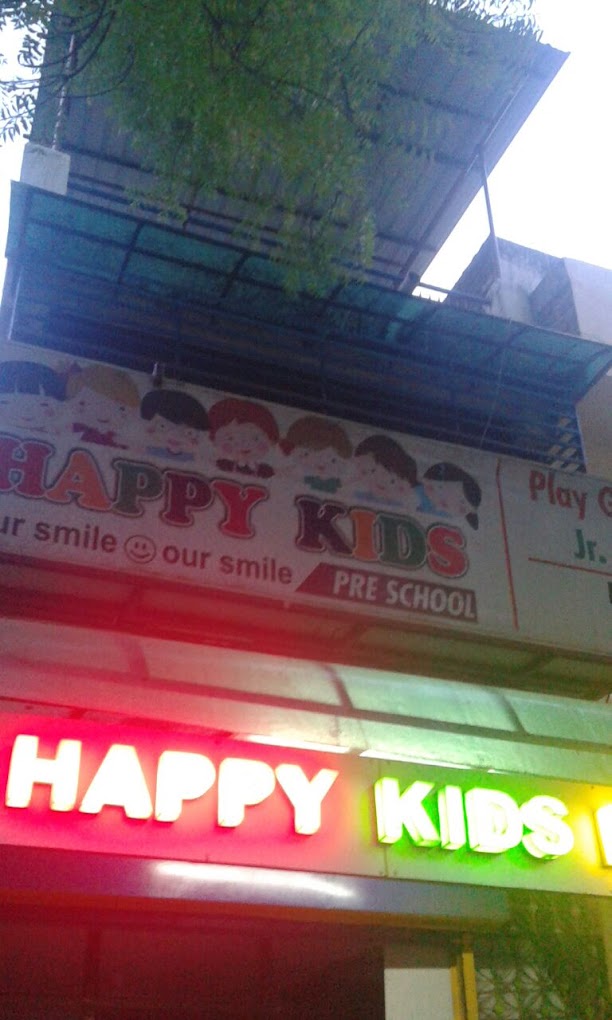 HAPPY KIDS
ur smile our smile
PRE SCHOOL
Play G
Jr.
HAPPY KIDS